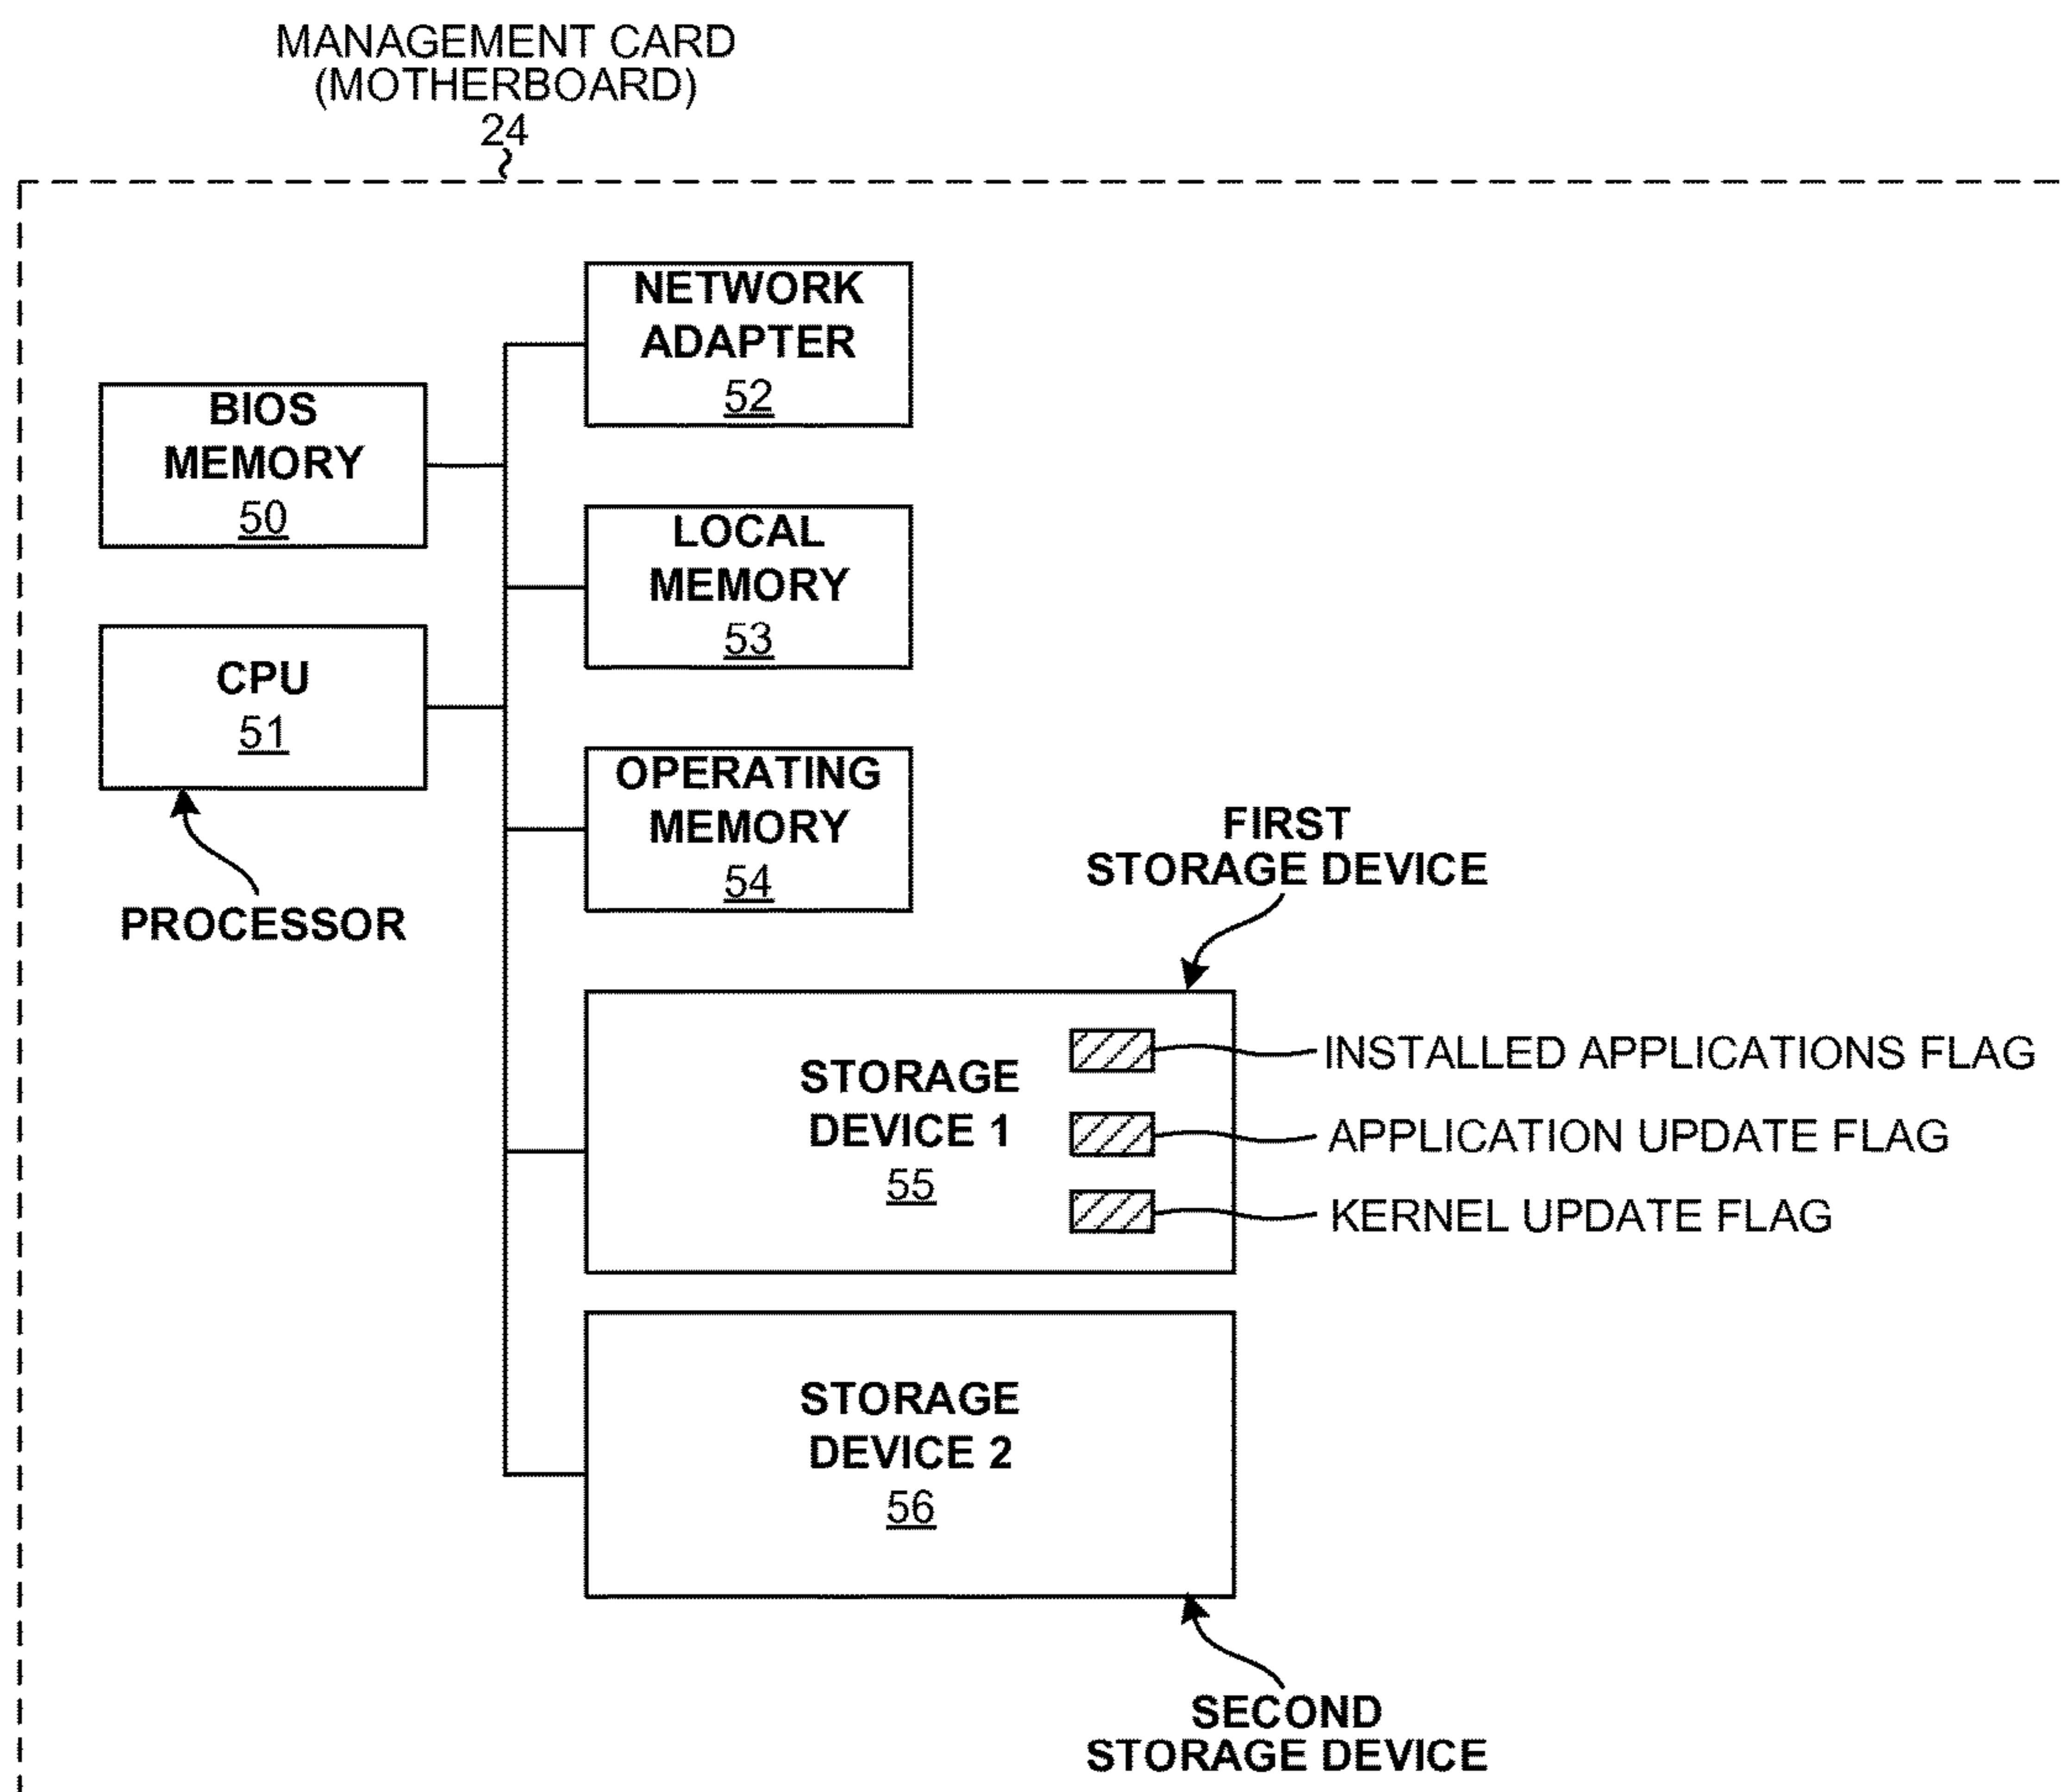 MANAGEMENT CARD
(MOTHERBOARD)
24
NETWORK
ADAPTER
52
BIOS
MEMORY
50
LOCAL
MEMORY
53
CPU
51
OPERATING
MEMORY
54
PROCESSOR
FIRST
STORAGE DEVICE
STORAGE
DEVICE 1
55
INSTALLED APPLICATIONS FLAG
APPLICATION UPDATE FLAG
KERNEL UPDATE FLAG
STORAGE
DEVICE 2
56
SECOND
STORAGE DEVICE